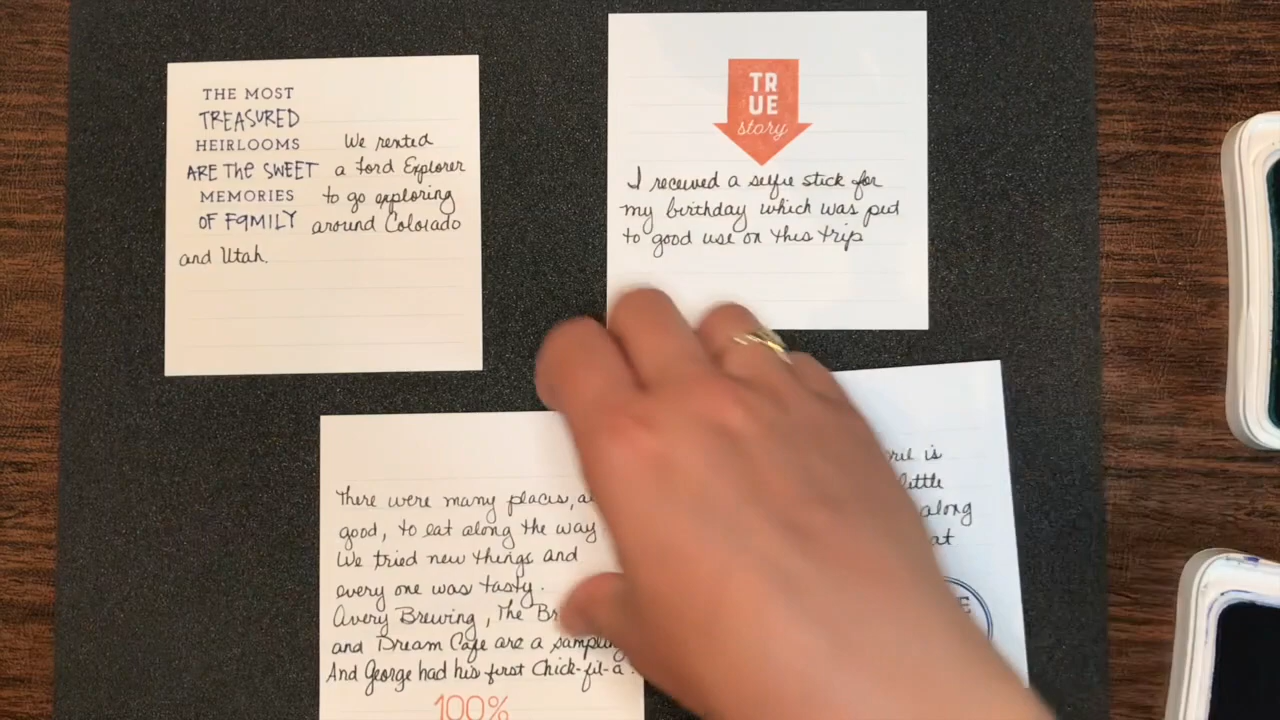 THE MOST
TREASURED
HEIRLOOMS
ARE THE SWEET
MEMORIES
OF FAMILY
We rented
a Ford Explorer
to go exploring
around Colorado
and Utah.
TR
UE
story
I received a selfie stick for
my birthday which was put
to good use on this trip
There were many places,
good, to eat along the way
We tried new things and
every one was tasty.
Avery Brewing, The
and Dream Cafe are a sampling
And George had his first Chick-fil-a.
100%
is
little
along
at